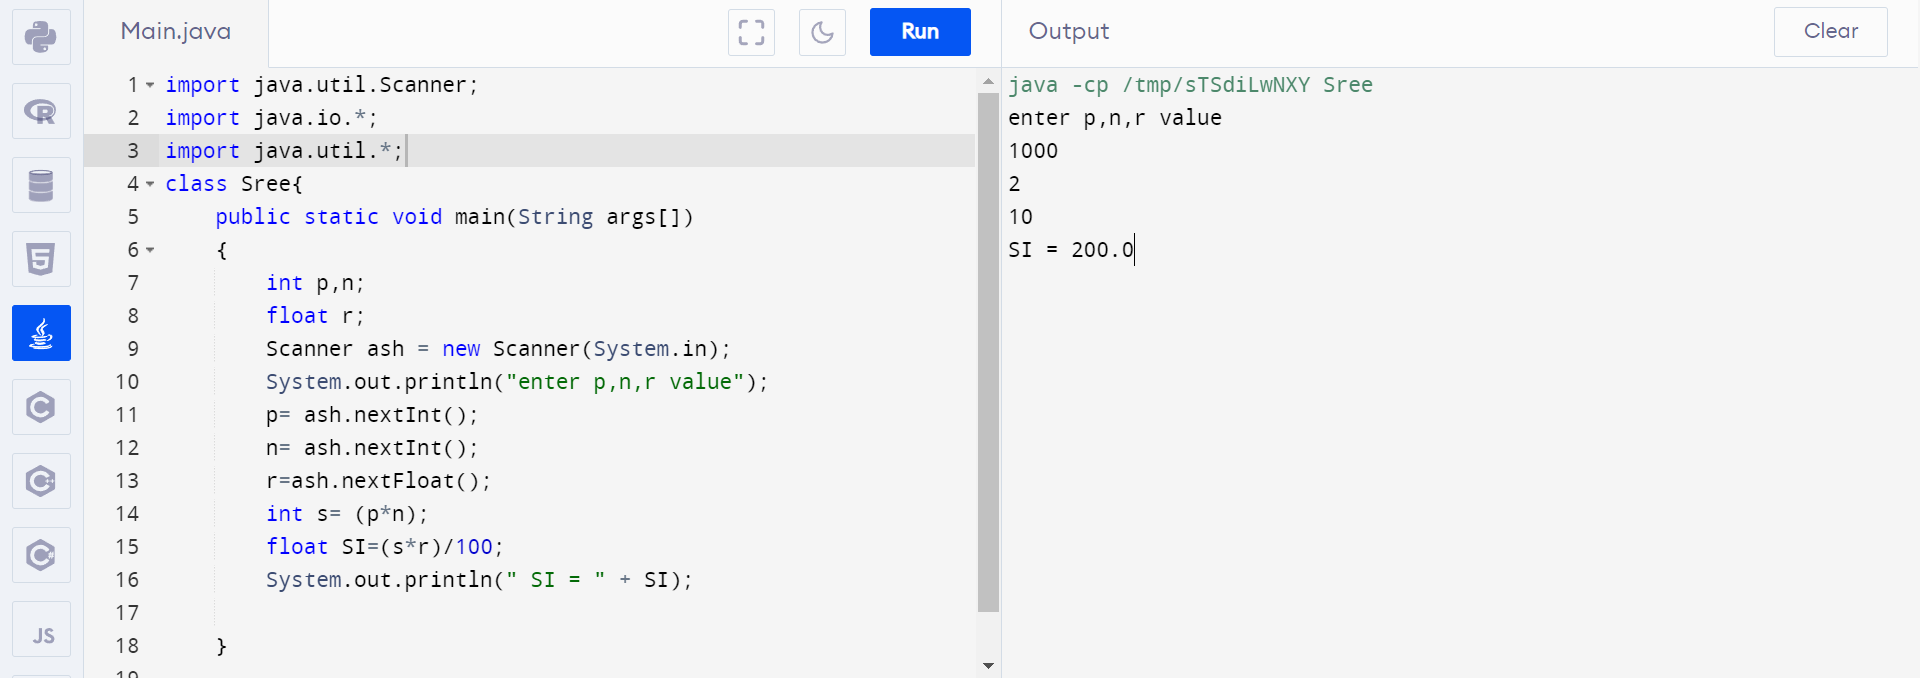 Main.java
Run
1 import java.util.Scanner;
2 import java.io.*;
3 import java.util.*;
4 class Sree{
5     public static void main(String args[])
6     {
7         int p,n;
8         float r;
9         Scanner ash = new Scanner(System.in);
10         System.out.println("enter p,n,r value");
11         p= ash.nextInt();
12         n= ash.nextInt();
13         r=ash.nextFloat();
14         int s= (p*n);
15         float SI=(s*r)/100;
16         System.out.println(" SI = " + SI);
17
18     }
19
Output
Clear
java -cp /tmp/sTSdiLwNXY Sree
enter p,n,r value
1000
2
10
SI = 200.0
R
5
C
C
C#
JS